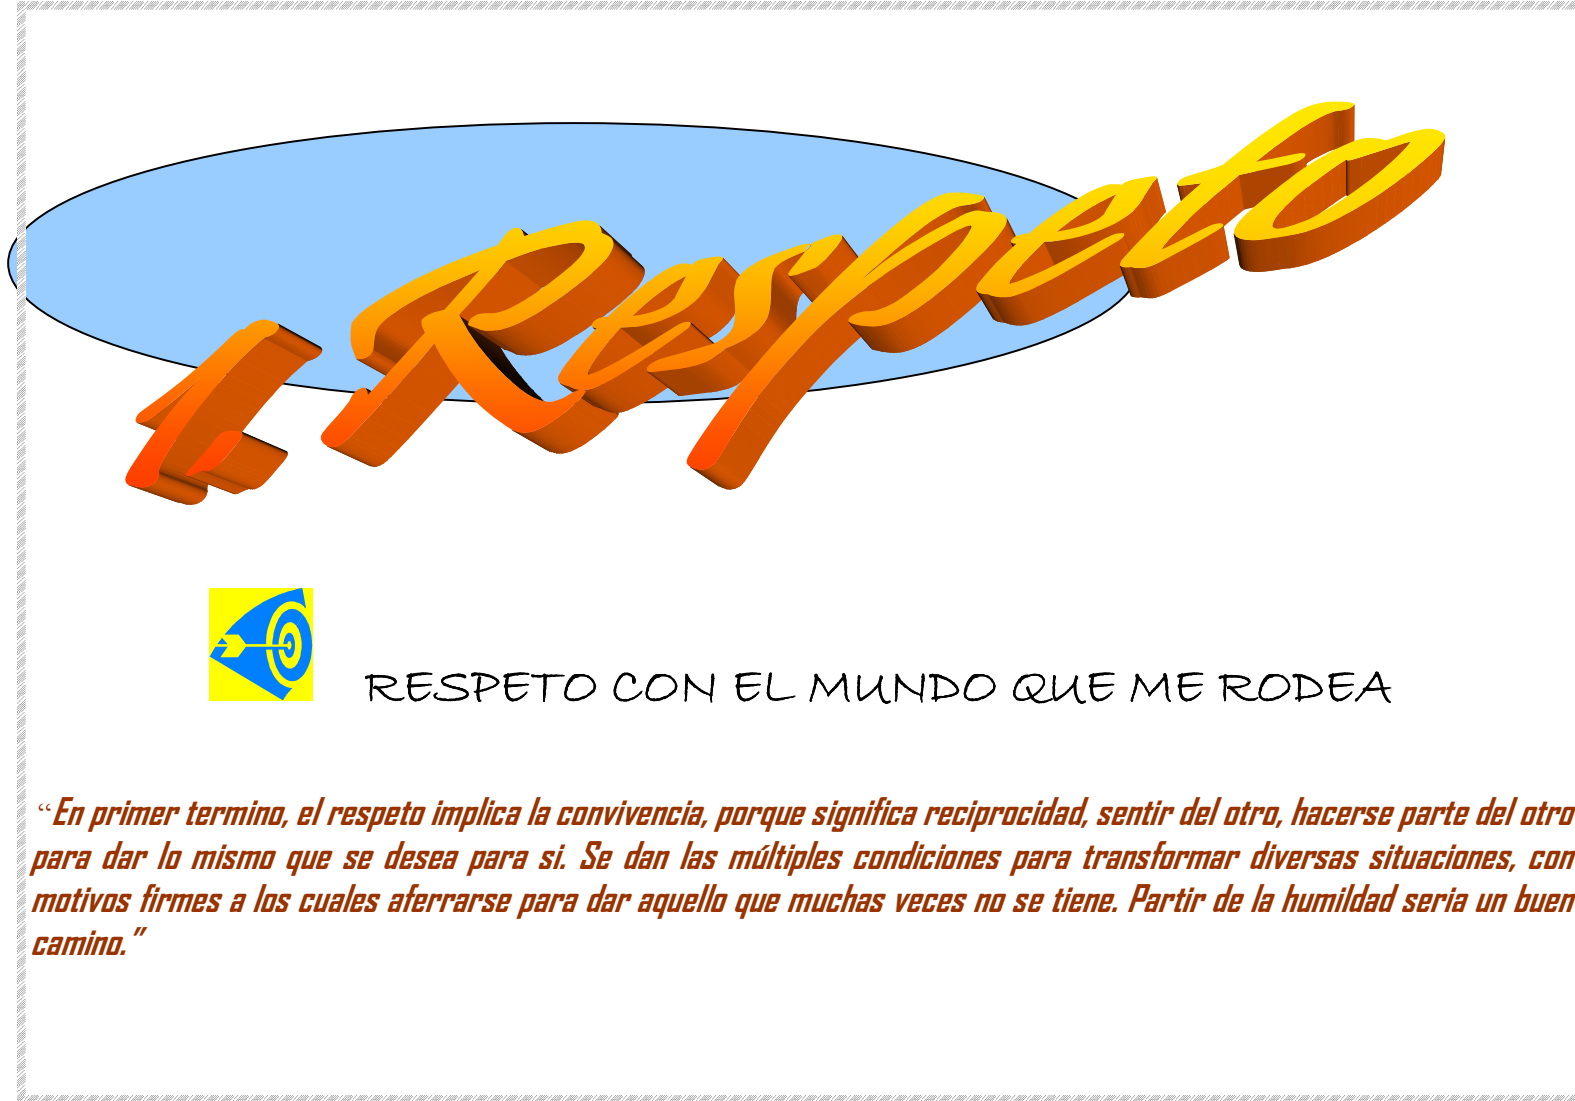 1. Respeto
RESPETO CON EL MUNDO QUE ME RODEA
“En primer termino, el respeto implica la convivencia, porque significa reciprocidad, sentir del otro, hacerse parte del otro
para dar lo mismo que se desea para si. Se dan las múltiples condiciones para transformar diversas situaciones, con
motivos firmes a los cuales aferrarse para dar aquello que muchas veces no se tiene. Partir de la humildad seria un buen
camino.”